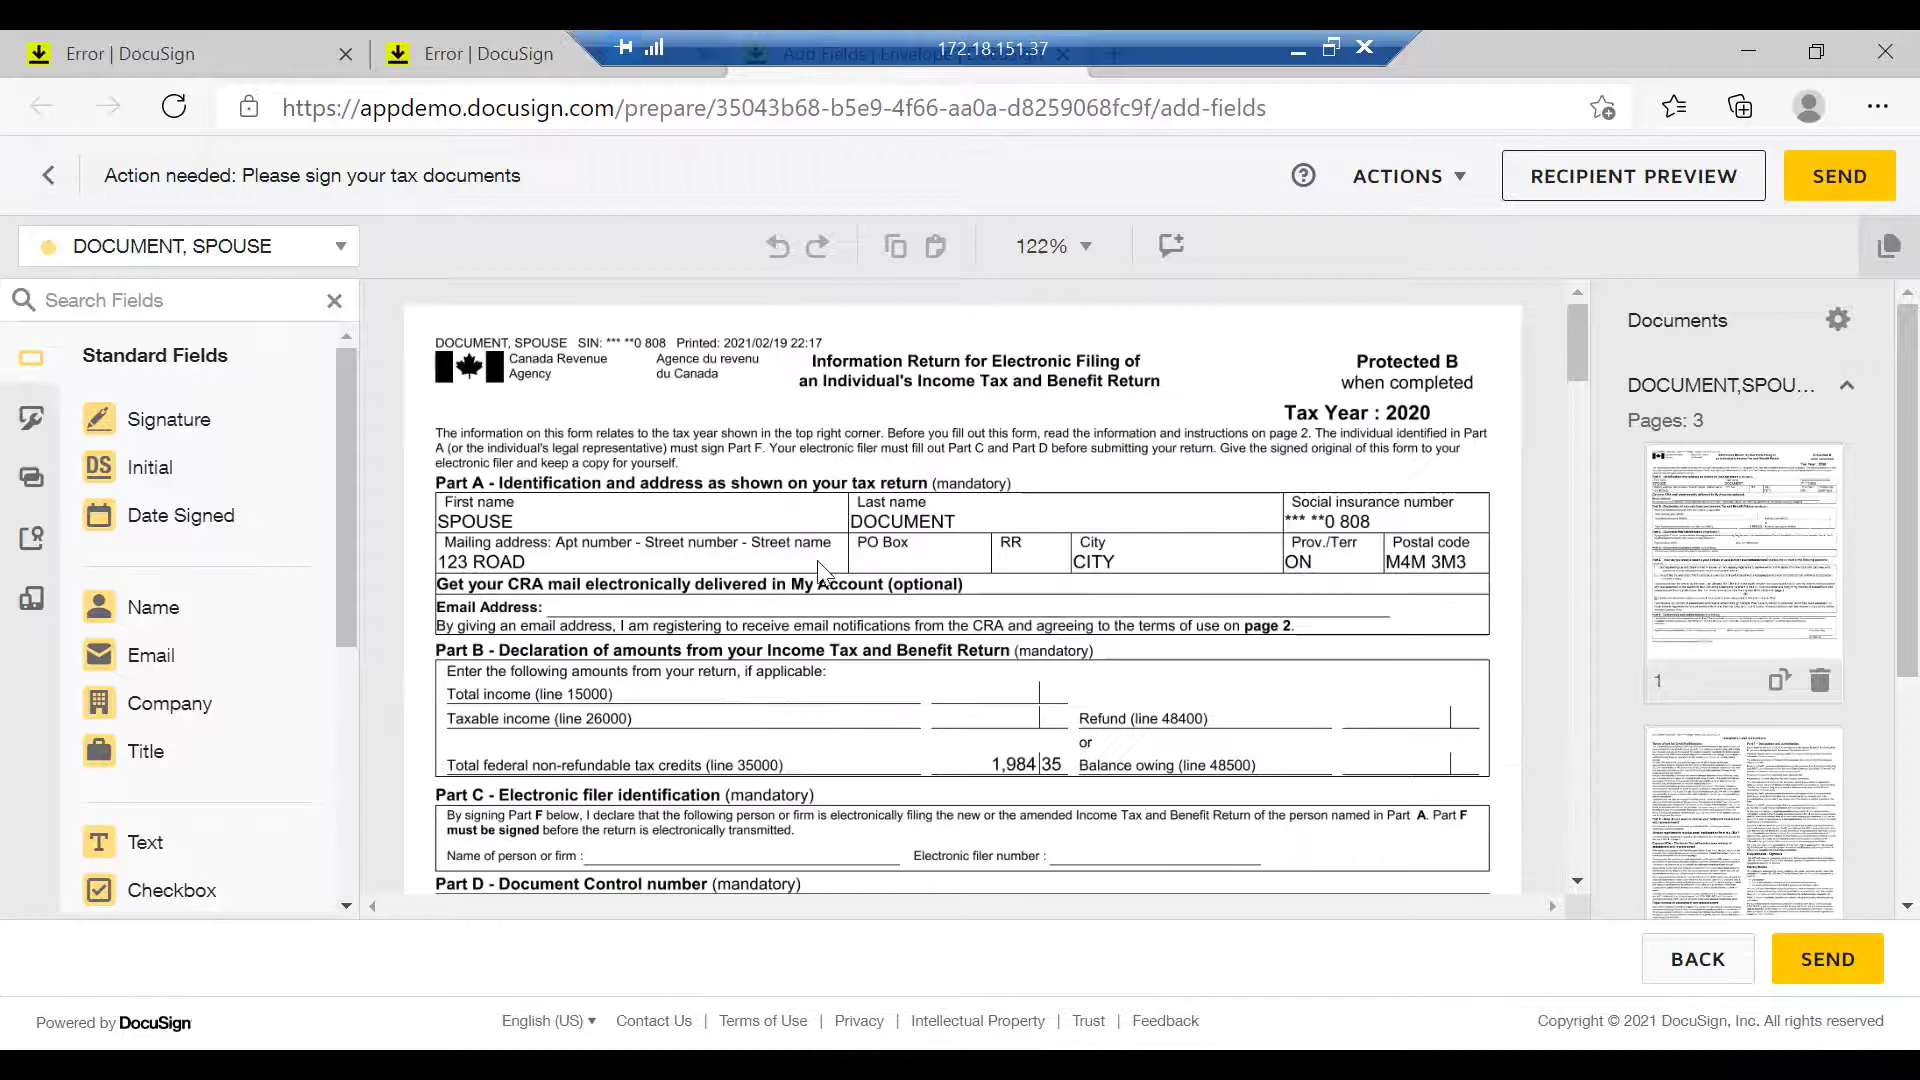 Error | DocuSign
Error | DocuSign
172.18.151.37
Add Fields | Envelope | DocuSign
https://appdemo.docusign.com/prepare/35043b68-b5e9-4f66-aa0a-d8259068fc9f/add-fields
Action needed: Please sign your tax documents
ACTIONS
RECIPIENT PREVIEW
SEND
DOCUMENT, SPOUSE
122%
Search Fields
Standard Fields
Signature
DS Initial
Date Signed
Name
Email
Company
Title
T Text
Checkbox
DOCUMENT, SPOUSE SIN: *** **0 808 Printed: 2021/02/19 22:17
Canada Revenue Agency
Agence du revenu du Canada
Information Return for Electronic Filing of
an Individual's Income Tax and Benefit Return
Protected B
when completed
Tax Year : 2020
The information on this form relates to the tax year shown in the top right corner. Before you fill out this form, read the information and instructions on page 2. The individual identified in Part
A (or the individual's legal representative) must sign Part F. Your electronic filer must fill out Part C and Part D before submitting your return. Give the signed original of this form to your
electronic filer and keep a copy for yourself.
Part A - Identification and address as shown on your tax return (mandatory)
First name Last name Social insurance number
SPOUSE DOCUMENT *** **0 808
Mailing address: Apt number - Street number - Street name PO Box RR City Prov./Terr Postal code
123 ROAD CITY ON M4M 3M3
Get your CRA mail electronically delivered in My Account (optional)
Email Address:
By giving an email address, I am registering to receive email notifications from the CRA and agreeing to the terms of use on page 2.
Part B - Declaration of amounts from your Income Tax and Benefit Return (mandatory)
Enter the following amounts from your return, if applicable:
Total income (line 15000)
Taxable income (line 26000) Refund (line 48400)
or
Total federal non-refundable tax credits (line 35000) 1,984 35 Balance owing (line 48500)
Part C - Electronic filer identification (mandatory)
By signing Part F below, I declare that the following person or firm is electronically filing the new or the amended Income Tax and Benefit Return of the person named in Part A. Part F
must be signed before the return is electronically transmitted.
Name of person or firm : Electronic filer number :
Part D - Document Control number (mandatory)
Documents
DOCUMENT,SPOU...
Pages: 3
1
BACK
SEND
Powered by DocuSign
English (US) Contact Us | Terms of Use | Privacy | Intellectual Property | Trust | Feedback
Copyright © 2021 DocuSign, Inc. All rights reserved